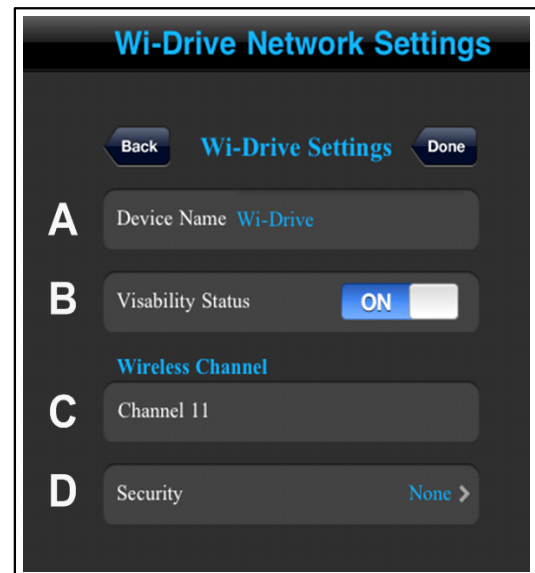 Wi-Drive Network Settings
Back Wi-Drive Settings Done
A Device Name Wi-Drive
B Visability Status ON
Wireless Channel
C Channel 11
D Security None >